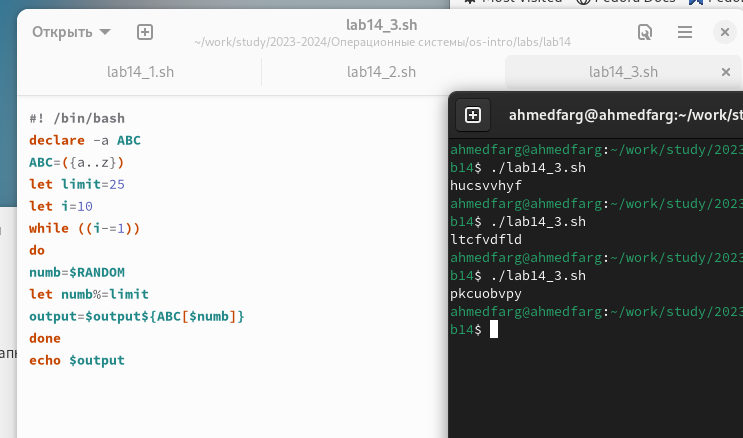 Most Visited Fedora Docs
Открыть
lab14_3.sh
~/work/study/2023-2024/Операционные системы/os-intro/labs/lab14
lab14_1.sh lab14_2.sh lab14_3.sh
#! /bin/bash
declare -a ABC
ABC=({a..z})
let limit=25
let i=10
while ((i-=1))
do
numb=$RANDOM
let numb%=limit
output=$output${ABC[$numb]}
done
echo $output
ahmedfarg@ahmedfarg:~/work/st
ahmedfarg@ahmedfarg:~/work/study/2023
b14$ ./lab14_3.sh
hucsvvhyf
ahmedfarg@ahmedfarg:~/work/study/2023
b14$ ./lab14_3.sh
ltcfvdfld
ahmedfarg@ahmedfarg:~/work/study/2023
b14$ ./lab14_3.sh
pkcuobvpy
ahmedfarg@ahmedfarg:~/work/study/2023
b14$